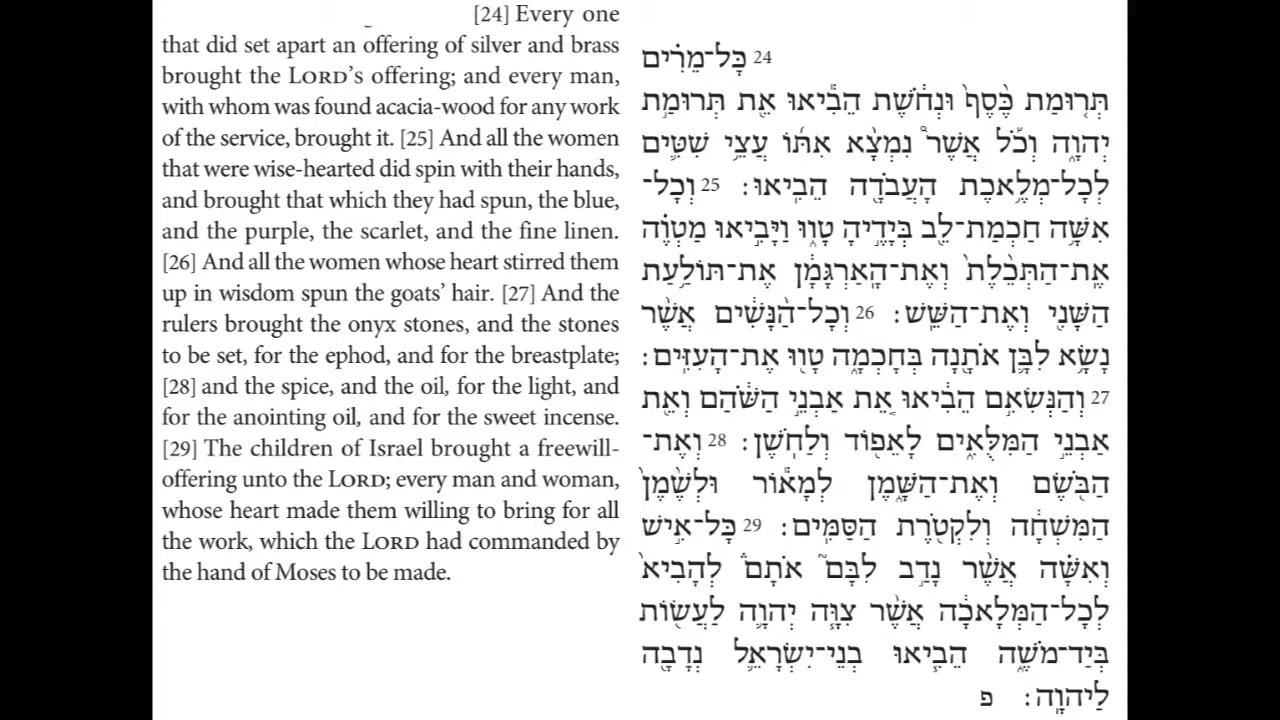 [24] Every one
that did set apart an offering of silver and brass
brought the LORD’s offering; and every man,
with whom was found acacia-wood for any work
of the service, brought it. [25] And all the women
that were wise-hearted did spin with their hands,
and brought that which they had spun, the blue,
and the purple, the scarlet, and the fine linen.
[26] And all the women whose heart stirred them
up in wisdom spun the goats’ hair. [27] And the
rulers brought the onyx stones, and the stones
to be set, for the ephod, and for the breastplate;
[28] and the spice, and the oil, for the light, and
for the anointing oil, and for the sweet incense.
[29] The children of Israel brought a freewill-
offering unto the LORD; every man and woman,
whose heart made them willing to bring for all
the work, which the LORD had commanded by
the hand of Moses to be made.
24 כָּל־מֵרִ֗ים
תְּר֤וּמַת כֶּ֙סֶף֙ וּנְחֹ֔שֶׁת הֵבִ֕יאוּ אֵ֖ת תְּרוּמַ֣ת
יְהוָ֑ה וְכֹ֡ל אֲשֶׁר֩ נִמְצָ֨א אִתּ֜וֹ עֲצֵ֥י שִׁטִּ֛ים
לְכָל־מְלֶ֥אכֶת הָעֲבֹדָ֖ה הֵבִֽיאוּ׃ 25 וְכָל־
אִשָּׁ֥ה חַכְמַת־לֵ֖ב בְּיָדֶ֣יהָ טָו֑וּ וַיָּבִ֣יאוּ מַטְוֶ֗ה
אֶֽת־הַתְּכֵ֙לֶת֙ וְאֶת־הָֽאַרְגָּמָ֔ן אֶת־תּוֹלַ֥עַת
הַשָּׁנִ֖י וְאֶת־הַשֵּֽׁשׁ׃ 26 וְכָל־הַ֨נָּשִׁ֔ים אֲשֶׁ֨ר
נָשָׂ֥א לִבָּ֛ן אֹתָ֖נָה בְּחָכְמָ֑ה טָו֖וּ אֶת־הָעִזִּֽים׃
27 וְהַנְּשִׂאִ֣ם הֵבִ֔יאוּ אֵ֚ת אַבְנֵ֣י הַשֹּׁ֔הַם וְאֵ֖ת
אַבְנֵ֣י הַמִּלֻּאִ֑ים לָאֵפ֖וֹד וְלַחֹֽשֶׁן׃ 28 וְאֶת־
הַבֹּ֖שֶׂם וְאֶת־הַשָּׁ֑מֶן לְמָא֕וֹר וּלְשֶׁ֙מֶן֙
הַמִּשְׁחָ֔ה וְלִקְטֹ֖רֶת הַסַּמִּֽים׃ 29 כָּל־אִ֣ישׁ
וְאִשָּׁ֗ה אֲשֶׁ֨ר נָדַ֣ב לִבָּם֮ אֹתָם֒ לְהָבִיא֙
לְכָל־הַמְּלָאכָ֔ה אֲשֶׁ֨ר צִוָּ֧ה יְהוָ֛ה לַעֲשׂ֖וֹת
בְּיַד־מֹשֶׁ֑ה הֵבִ֧יאוּ בְנֵי־יִשְׂרָאֵ֛ל נְדָבָ֖ה
לַיהוָֽה׃ פ